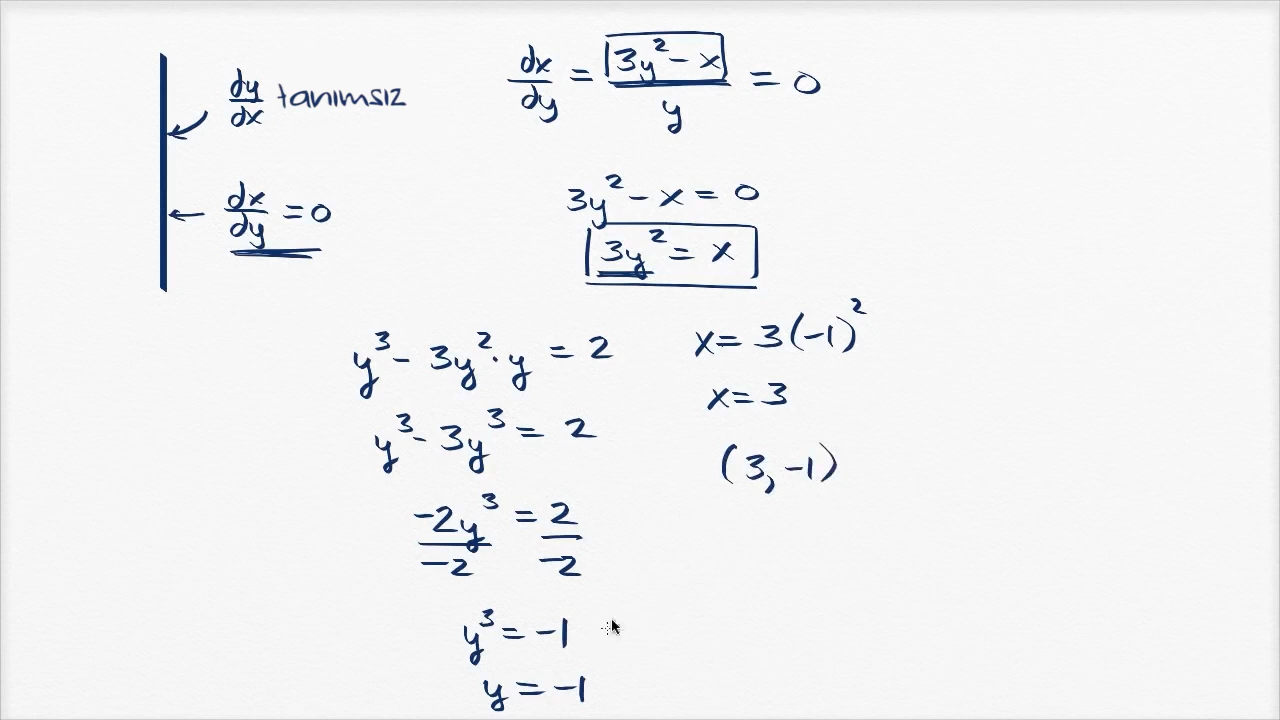 dy/dx tanımsız
dx/dy = 0
dx/dy = (3y² - x)/y = 0
3y² - x = 0
3y² = x
y³ - 3y²·y = 2
y³ - 3y³ = 2
-2y³/-2 = 2/-2
y³ = -1
y = -1
x = 3(-1)²
x = 3
(3, -1)